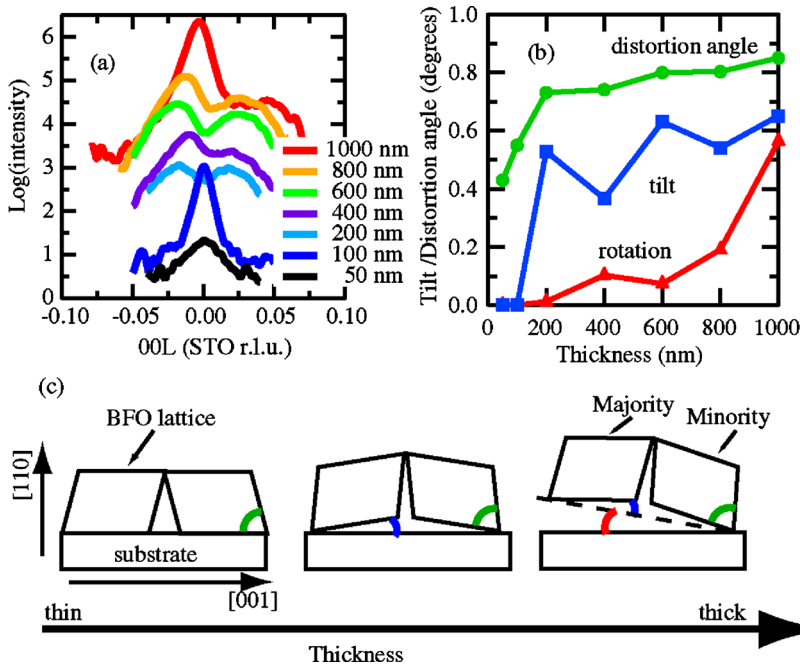 (a)
Log(intensity)
6
5
4
3
2
1
0
-0.10
-0.05
0.00
0.05
0.10
00L (STO r.l.u.)
1000 nm
800 nm
600 nm
400 nm
200 nm
100 nm
50 nm
(b)
Tilt /Distortion angle (degrees)
1.0
0.8
0.6
0.4
0.2
0.0
distortion angle
tilt
rotation
0
200
400
600
800
1000
Thickness (nm)
(c)
BFO lattice
Majority
Minority
[110]
substrate
[001]
thin
thick
Thickness